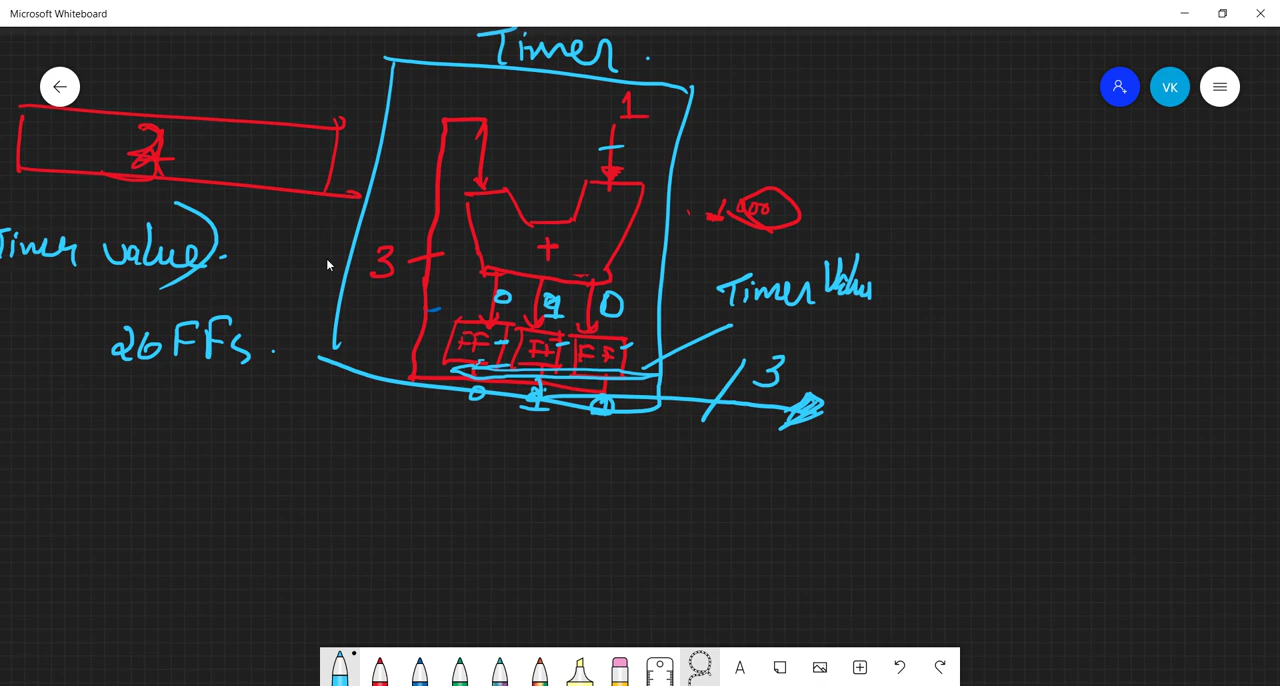 Microsoft Whiteboard
Timer.
VK
1
+
3
Timer value)
Timer Value
0 1 0
FF FF FF
26 FFs.
3
0 1 0
A